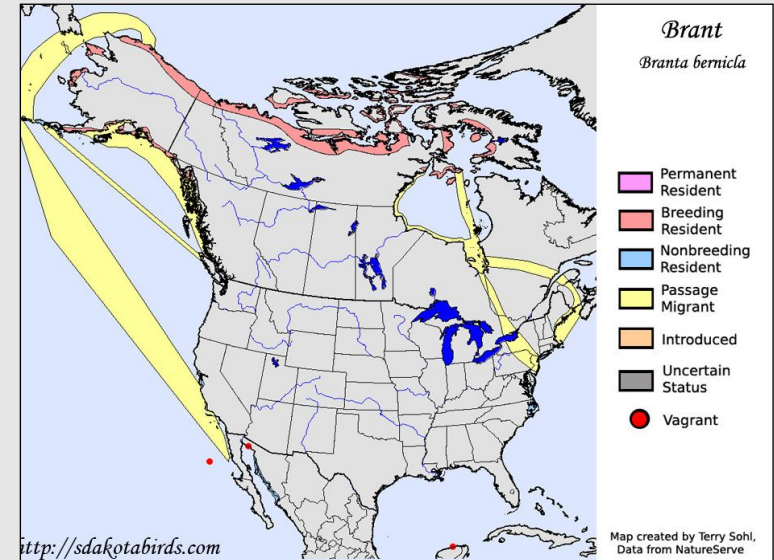 Brant
Branta bernicla
Permanent
Resident
Breeding
Resident
Nonbreeding
Resident
Passage
Migrant
Introduced
Uncertain
Status
Vagrant
ittp://sdakotabirds.com
Map created by Terry Sohl,
Data from NatureServe